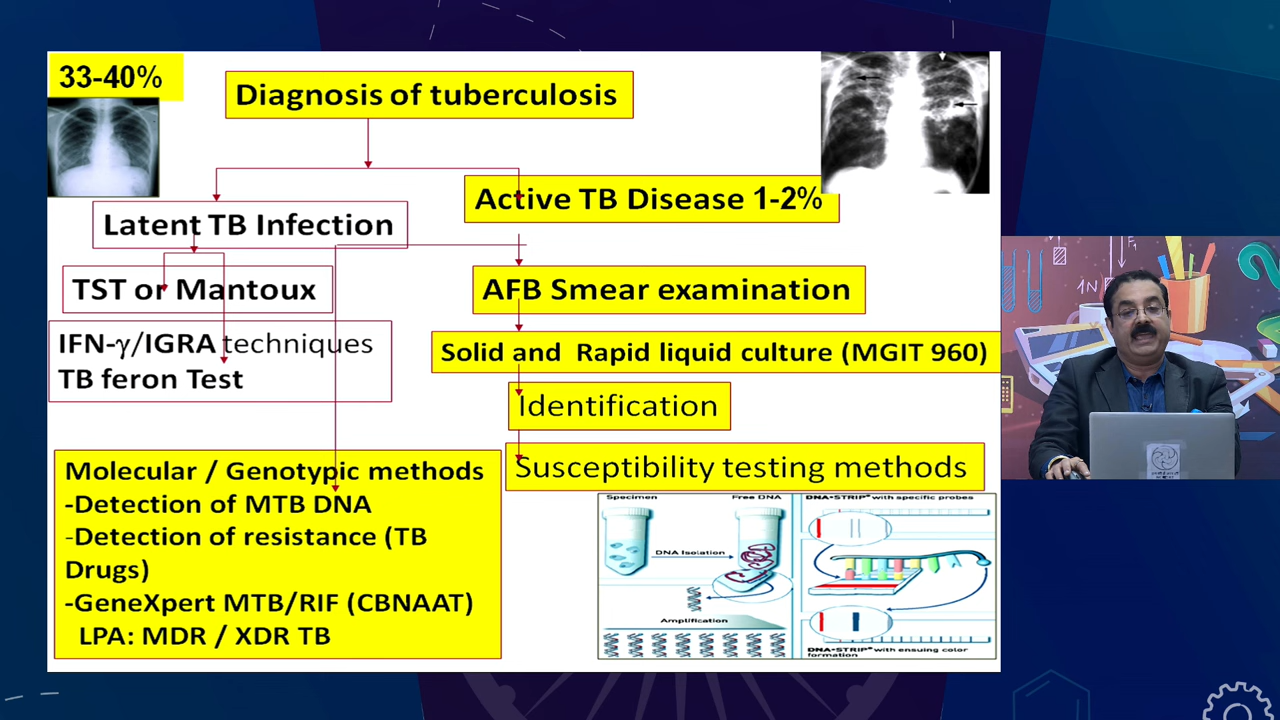 33-40%
Diagnosis of tuberculosis
Active TB Disease 1-2%
Latent TB Infection
TST or Mantoux
AFB Smear examination
IFN-γ/IGRA techniques
TB feron Test
Solid and Rapid liquid culture (MGIT 960)
Identification
Susceptibility testing methods
Molecular / Genotypic methods
-Detection of MTB DNA
-Detection of resistance (TB
Drugs)
-GeneXpert MTB/RIF (CBNAAT)
LPA: MDR / XDR TB
Specimen
Free DNA
DNA Isolation
Amplification
DNA•STRIP® with specific probes
DNA•STRIP® with ensuing color
formation
1N